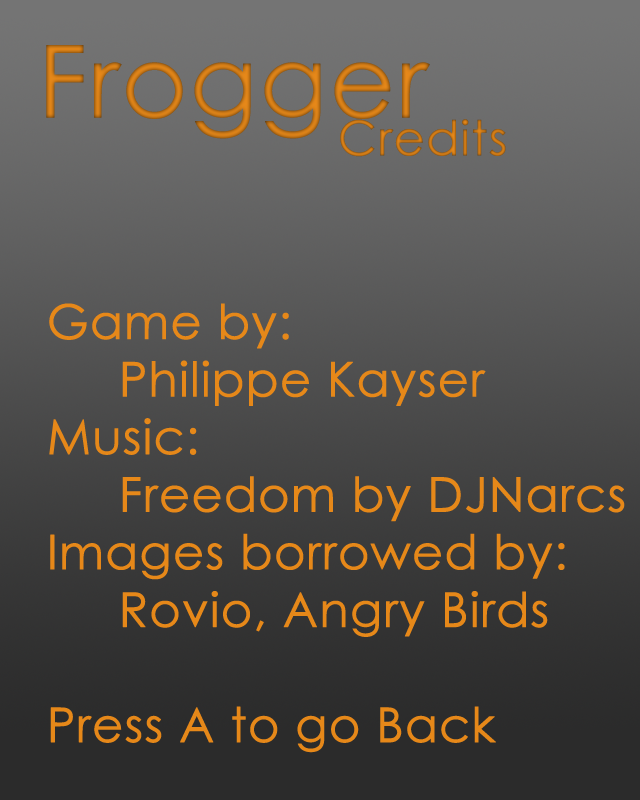 Frogger
Credits
Game by:
Philippe Kayser
Music:
Freedom by DJNarcs
Images borrowed by:
Rovio, Angry Birds
Press A to go Back